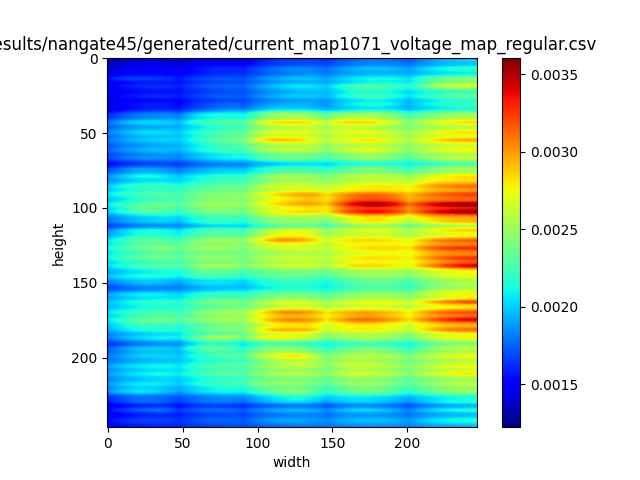 esults/nangate45/generated/current_map1071_voltage_map_regular.csv
0
50
100
150
200
height
0 50 100 150 200
width
0.0035
0.0030
0.0025
0.0020
0.0015